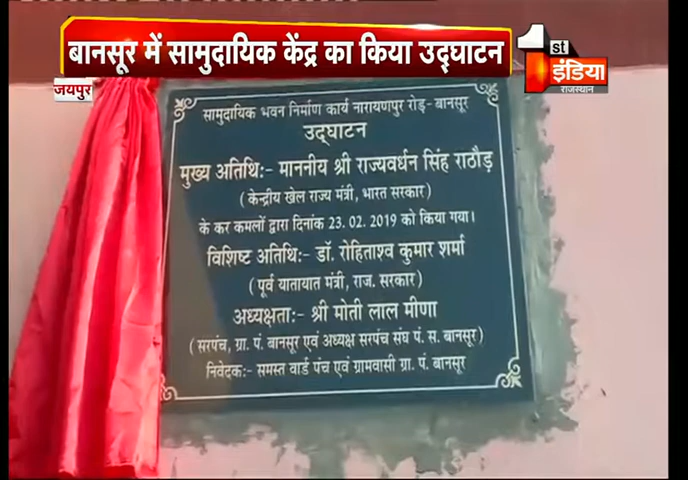 बानसूर में सामुदायिक केंद्र का किया उद्घाटन
1st
इंडिया
राजस्थान
जयपुर
सामुदायिक भवन निर्माण कार्य नारायणपुर रोड़- बानसूर
उद्घाटन
मुख्य अतिथि:- माननीय श्री राज्यवर्धन सिंह राठौड़
( केन्द्रीय खेल राज्य मंत्री, भारत सरकार )
के कर कमलों द्वारा दिनांक 23. 02. 2019 को किया गया।
विशिष्ट अतिथि:- डॉ. रोहिताश्व कुमार शर्मा
( पूर्व यातायात मंत्री, राज. सरकार )
अध्यक्षता:- श्री मोती लाल मीणा
( सरपंच, ग्रा. पं. बानसूर एवं अध्यक्ष सरपंच संघ पं. स. बानसूर )
निवेदक:- समस्त वार्ड पंच एवं ग्रामवासी ग्रा. पं. बानसूर